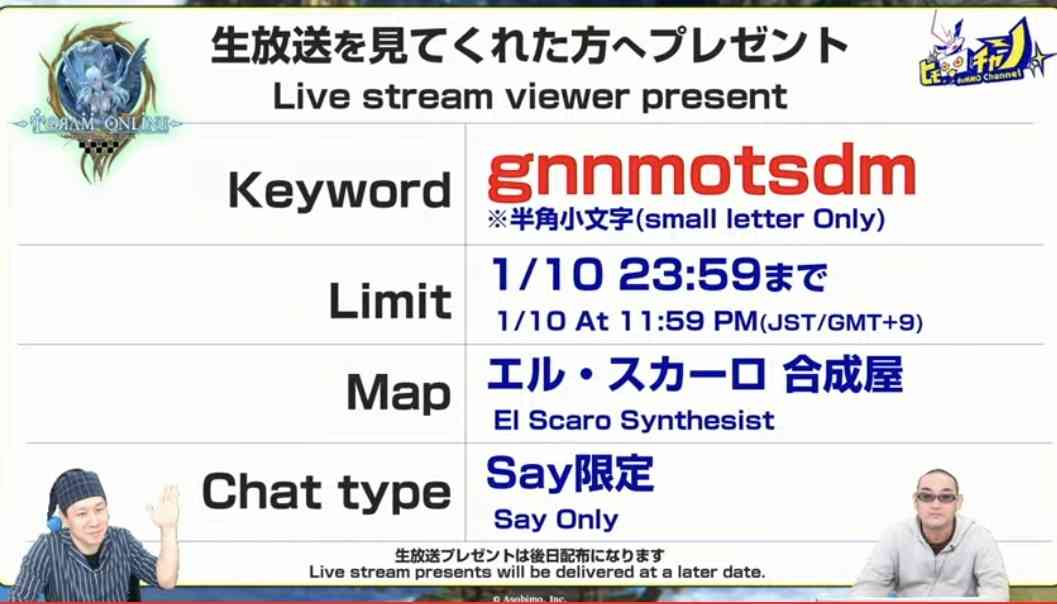 生放送を見てくれた方へプレゼント
Live stream viewer present
TORAM ONLINE
ヒモチャン
BeMMO Channel
Keyword
gnnmotsdm
※半角小文字(small letter Only)
Limit
1/10 23:59まで
1/10 At 11:59 PM(JST/GMT+9)
Map
エル・スカーロ 合成屋
El Scaro Synthesist
Chat type
Say限定
Say Only
生放送プレゼントは後日配布になります
Live stream presents will be delivered at a later date.
© Asobimo, Inc.